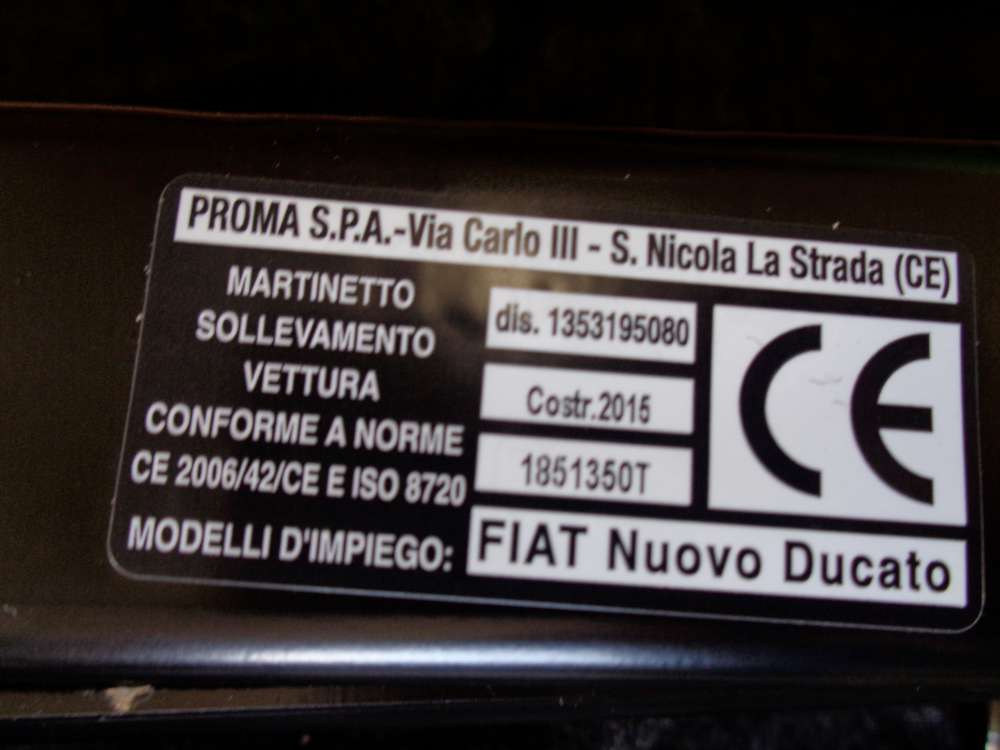 PROMA S.P.A.-Via Carlo III - S. Nicola La Strada (CE)
MARTINETTO
SOLLEVAMENTO
VETTURA
CONFORME A NORME
CE 2006/42/CE E ISO 8720
dis. 1353195080
Costr.2015
1851350T
CE
MODELLI D'IMPIEGO: FIAT Nuovo Ducato